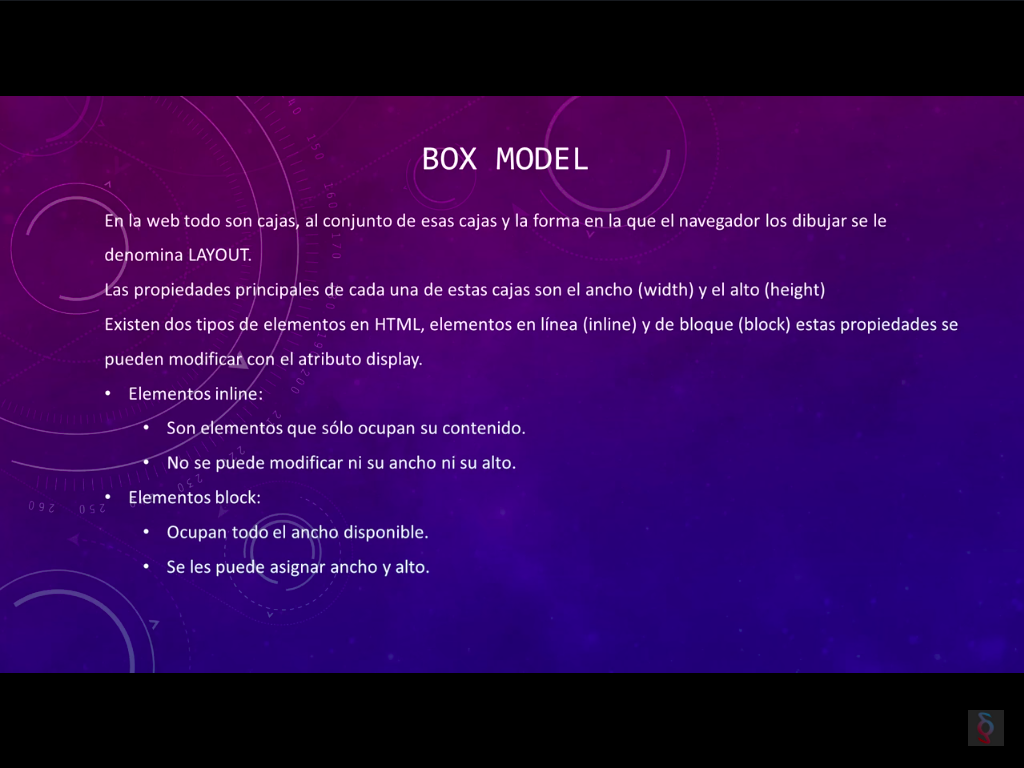 BOX MODEL
En la web todo son cajas, al conjunto de esas cajas y la forma en la que el navegador los dibujar se le
denomina LAYOUT.
Las propiedades principales de cada una de estas cajas son el ancho (width) y el alto (height)
Existen dos tipos de elementos en HTML, elementos en línea (inline) y de bloque (block) estas propiedades se
pueden modificar con el atributo display.
• Elementos inline:
• Son elementos que sólo ocupan su contenido.
• No se puede modificar ni su ancho ni su alto.
• Elementos block:
• Ocupan todo el ancho disponible.
• Se les puede asignar ancho y alto.